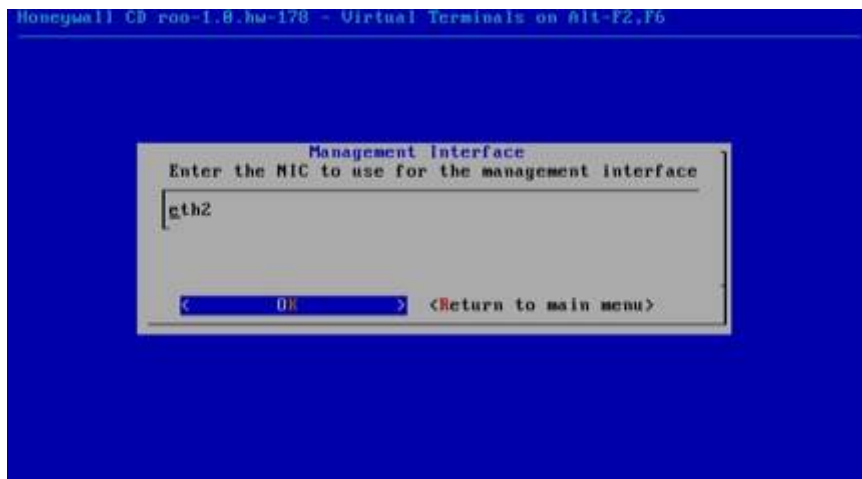 Honeywall CD roo-1.0.hw-178 - Virtual Terminals on Alt-F2,F6
Management Interface
Enter the NIC to use for the management interface
eth2
< OK > <Return to main menu>